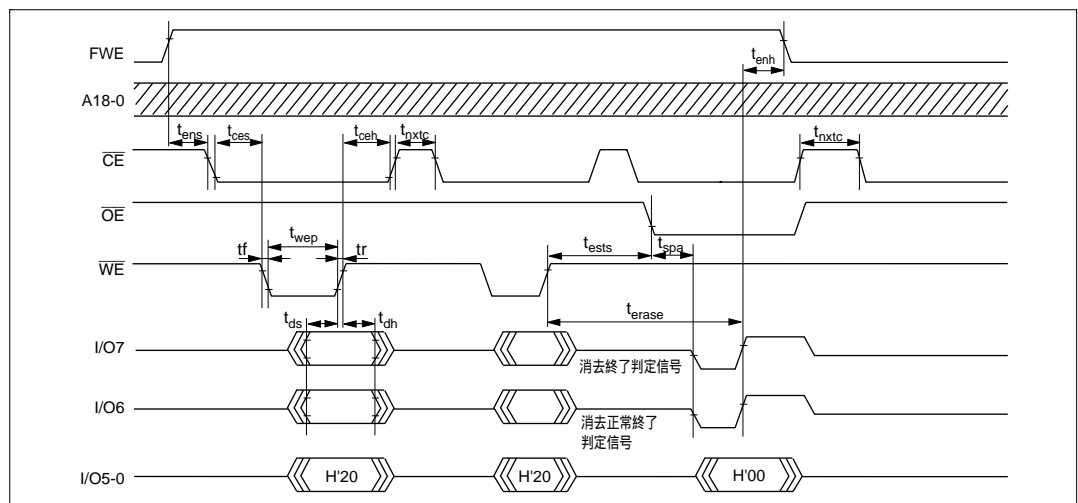 FWE
tenh
A18-0
tens
tces
tceh
tnxtc
tnxtc
CE
OE
twep
tests
tspa
tf
tr
WE
tds
tdh
terase
I/O7
消去終了判定信号
I/O6
消去正常終了
判定信号
I/O5-0
H'20
H'20
H'00